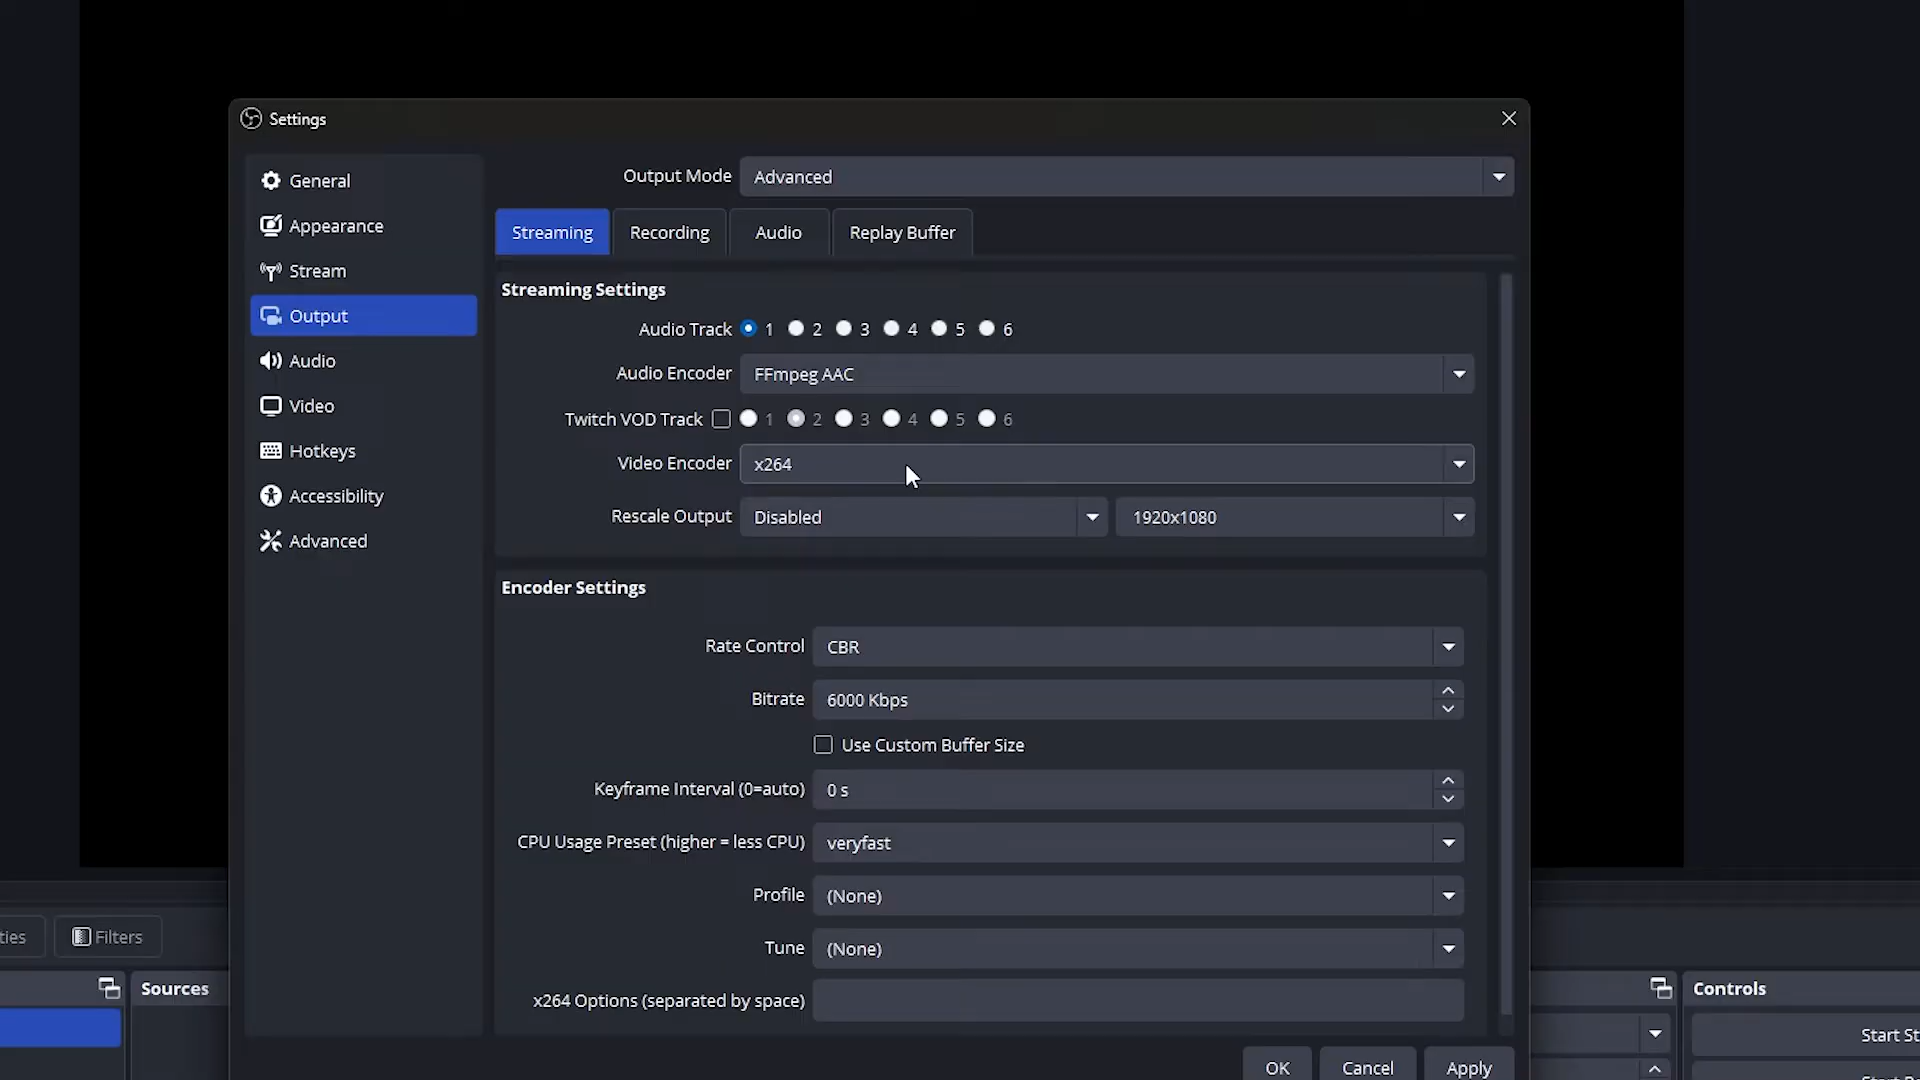 Settings
General
Appearance
Stream
Output
Audio
Video
Hotkeys
Accessibility
Advanced
Output Mode Advanced
Streaming Recording Audio Replay Buffer
Streaming Settings
Audio Track 1 2 3 4 5 6
Audio Encoder FFmpeg AAC
Twitch VOD Track 1 2 3 4 5 6
Video Encoder x264
Rescale Output Disabled 1920x1080
Encoder Settings
Rate Control CBR
Bitrate 6000 Kbps
Use Custom Buffer Size
Keyframe Interval (0=auto) 0 s
CPU Usage Preset (higher = less CPU) veryfast
Profile (None)
Tune (None)
x264 Options (separated by space)
OK Cancel Apply
ties Filters
Sources
Controls
Start St